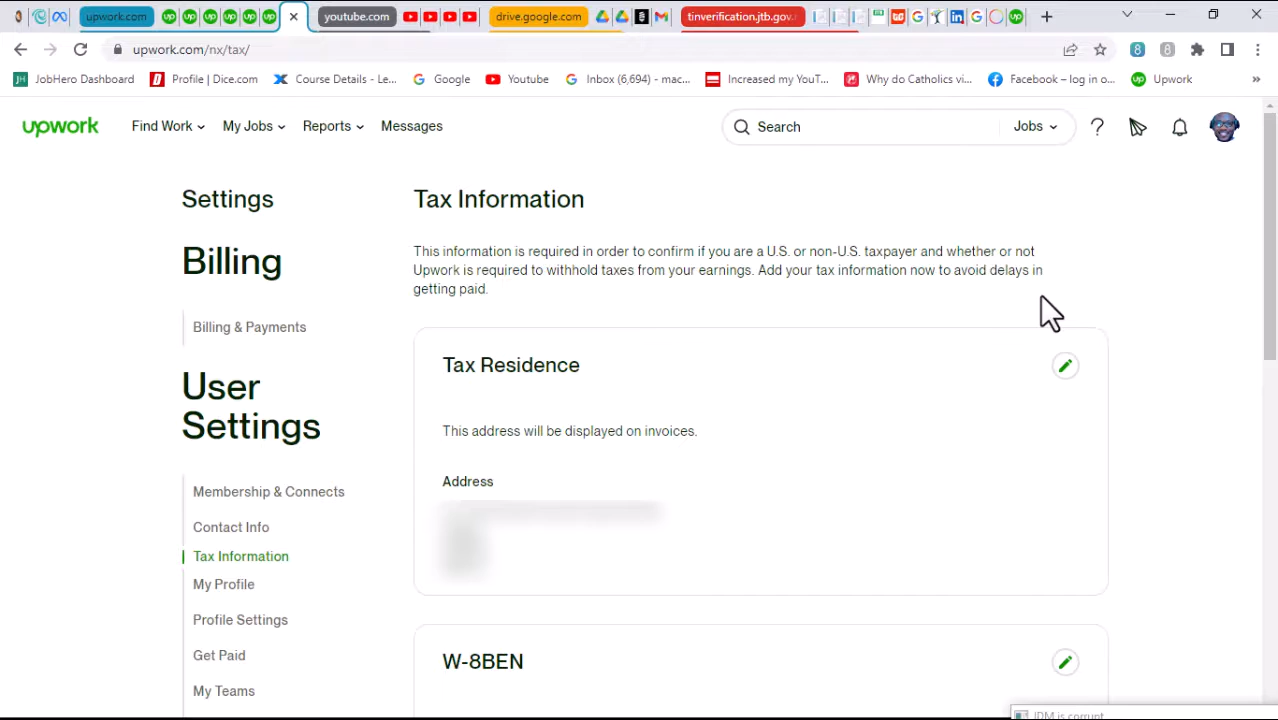 upwork.com
youtube.com
drive.google.com
tinverification.jtb.gov.
upwork.com/nx/tax/
JobHero Dashboard
Profile | Dice.com
Course Details - Le...
Google
Youtube
Inbox (6,694) - mac...
Increased my YouT...
Why do Catholics vi...
Facebook – log in o...
Upwork
upwork
Find Work
My Jobs
Reports
Messages
Search
Jobs
Settings
Billing
Billing & Payments
User
Settings
Membership & Connects
Contact Info
Tax Information
My Profile
Profile Settings
Get Paid
My Teams
Tax Information
This information is required in order to confirm if you are a U.S. or non-U.S. taxpayer and whether or not
Upwork is required to withhold taxes from your earnings. Add your tax information now to avoid delays in
getting paid.
Tax Residence
This address will be displayed on invoices.
Address
W-8BEN
IDM is corrupt